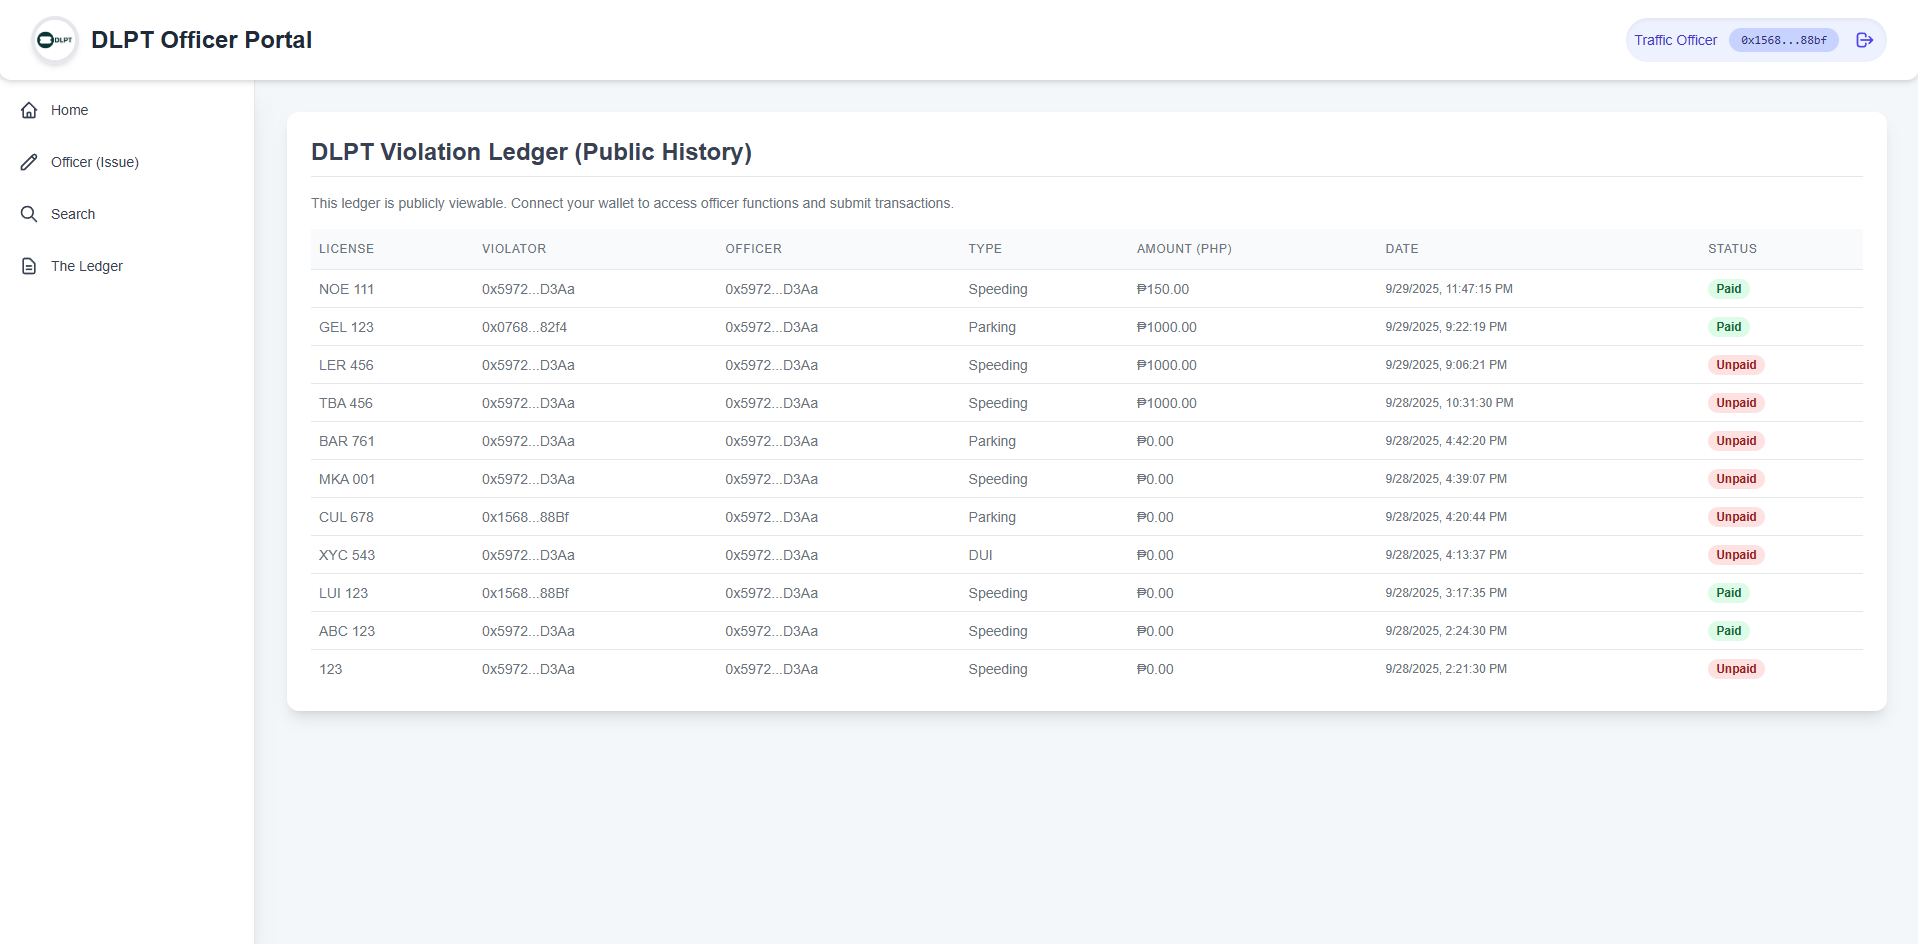 DLPT
DLPT Officer Portal
Traffic Officer 0x1568...88bf
Home
Officer (Issue)
Search
The Ledger
DLPT Violation Ledger (Public History)
This ledger is publicly viewable. Connect your wallet to access officer functions and submit transactions.
LICENSE VIOLATOR OFFICER TYPE AMOUNT (PHP) DATE STATUS
NOE 111 0x5972...D3Aa 0x5972...D3Aa Speeding ₱150.00 9/29/2025, 11:47:15 PM Paid
GEL 123 0x0768...82f4 0x5972...D3Aa Parking ₱1000.00 9/29/2025, 9:22:19 PM Paid
LER 456 0x5972...D3Aa 0x5972...D3Aa Speeding ₱1000.00 9/29/2025, 9:06:21 PM Unpaid
TBA 456 0x5972...D3Aa 0x5972...D3Aa Speeding ₱1000.00 9/28/2025, 10:31:30 PM Unpaid
BAR 761 0x5972...D3Aa 0x5972...D3Aa Parking ₱0.00 9/28/2025, 4:42:20 PM Unpaid
MKA 001 0x5972...D3Aa 0x5972...D3Aa Speeding ₱0.00 9/28/2025, 4:39:07 PM Unpaid
CUL 678 0x1568...88Bf 0x5972...D3Aa Parking ₱0.00 9/28/2025, 4:20:44 PM Unpaid
XYC 543 0x5972...D3Aa 0x5972...D3Aa DUI ₱0.00 9/28/2025, 4:13:37 PM Unpaid
LUI 123 0x1568...88Bf 0x5972...D3Aa Speeding ₱0.00 9/28/2025, 3:17:35 PM Paid
ABC 123 0x5972...D3Aa 0x5972...D3Aa Speeding ₱0.00 9/28/2025, 2:24:30 PM Paid
123 0x5972...D3Aa 0x5972...D3Aa Speeding ₱0.00 9/28/2025, 2:21:30 PM Unpaid